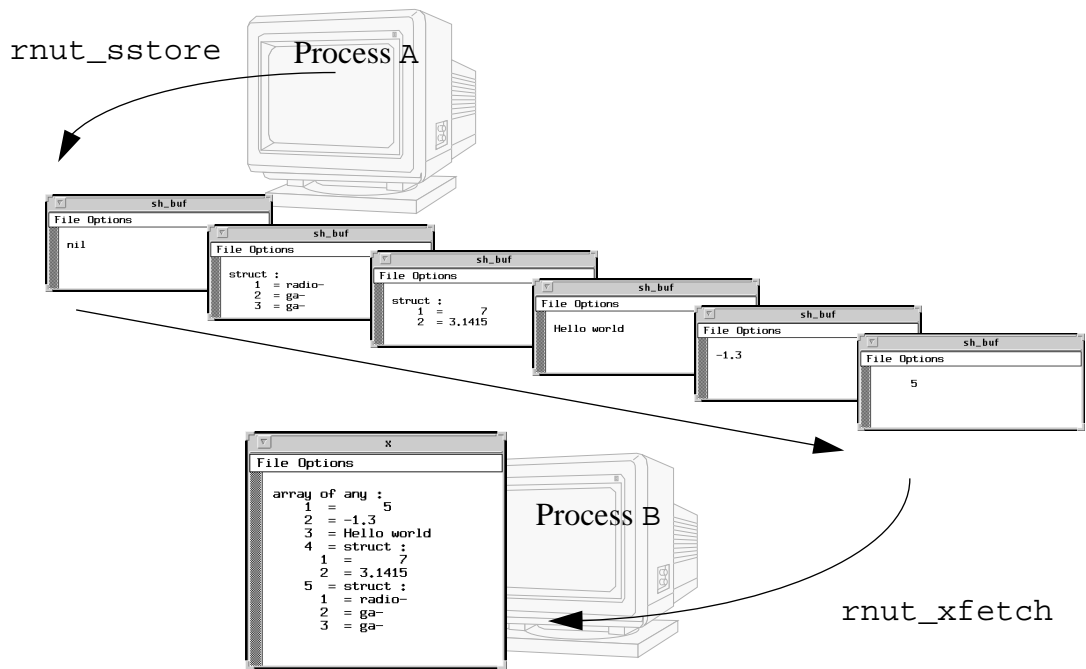 rnut_sstore
Process A
sh_buf
File Options
nil
sh_buf
File Options
struct :
1 = radio-
2 = ga-
3 = ga-
sh_buf
File Options
struct :
1 = 7
2 = 3.1415
sh_buf
File Options
Hello world
sh_buf
File Options
-1.3
sh_buf
File Options
5
X
File Options
array of any :
1 = 5
2 = -1.3
3 = Hello world
4 = struct :
1 = 7
2 = 3.1415
5 = struct :
1 = radio-
2 = ga-
3 = ga-
Process B
rnut_xfetch